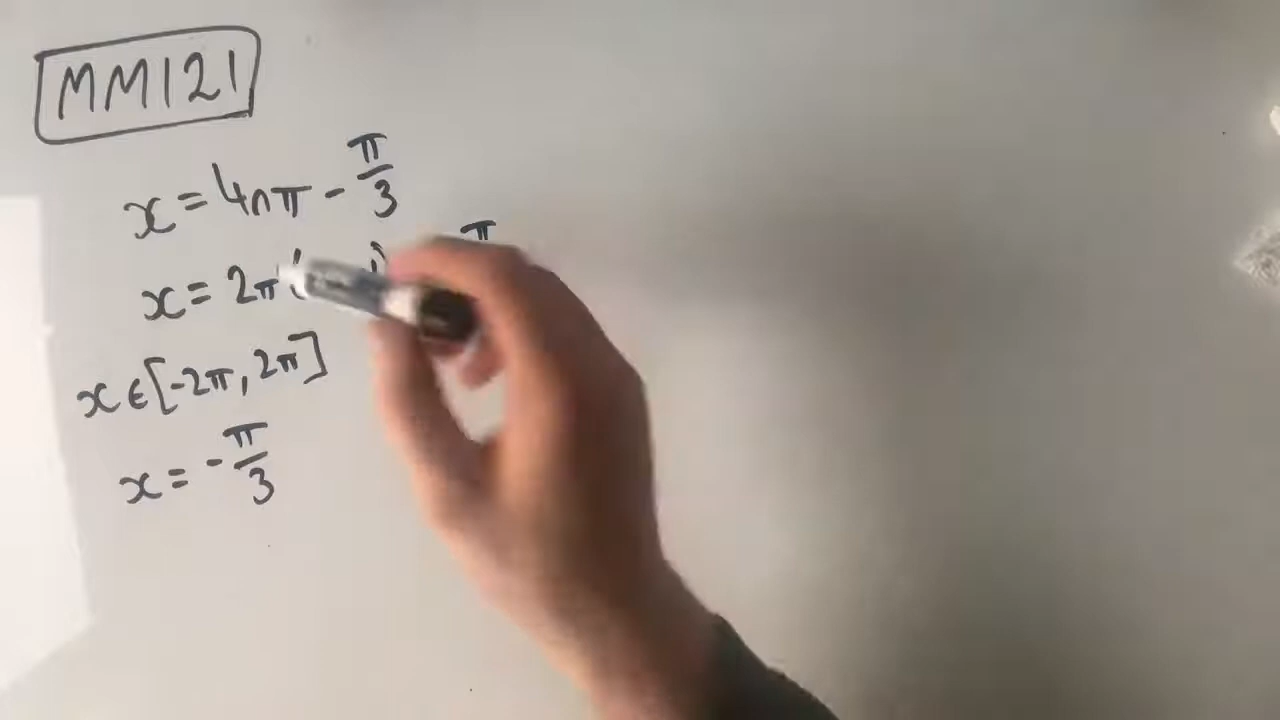 MM121
x = 4nπ - π/3
x = 2π( ) π
x ∈ [-2π, 2π]
x = - π/3